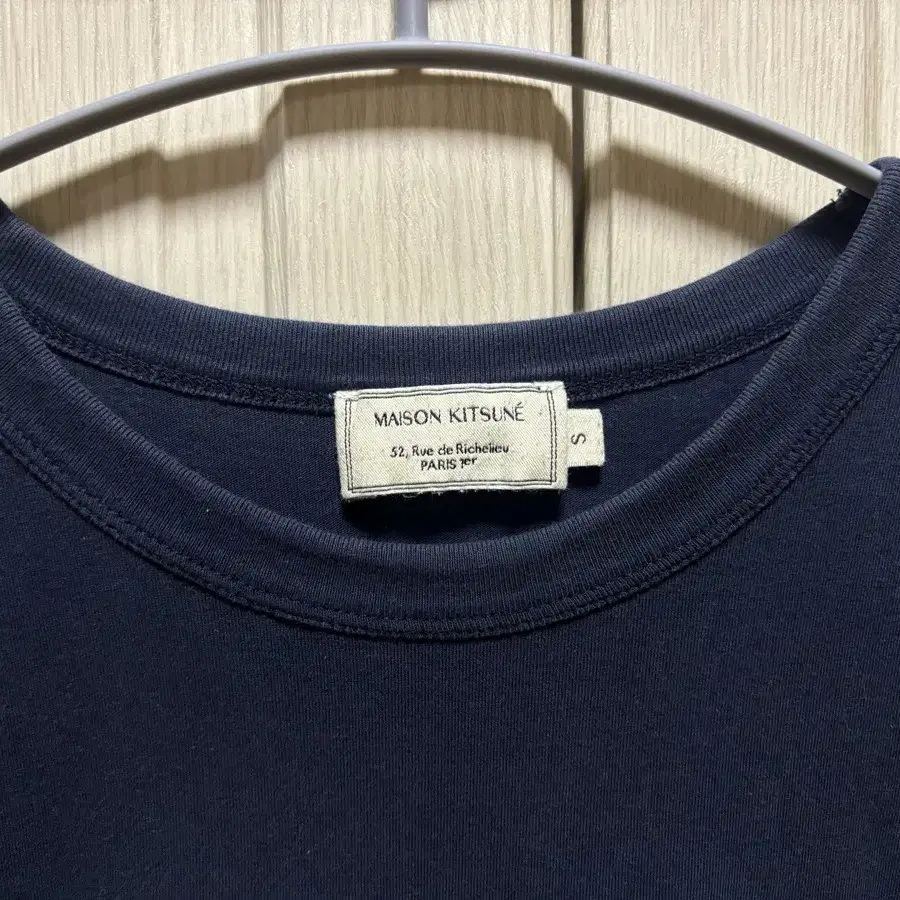 MAISON KITSUNÉ
52, Rue de Richelieu
PARIS 1er
S